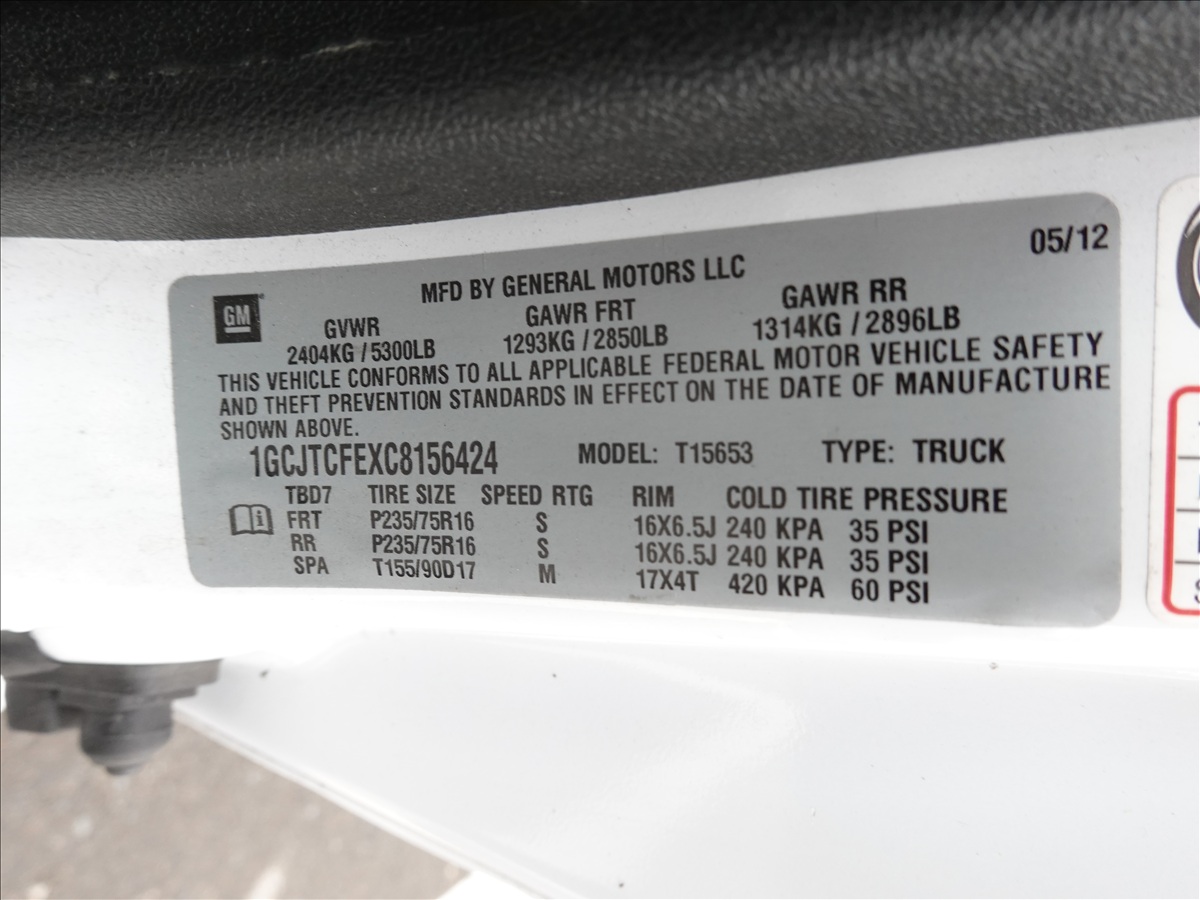 05/12
GM
MFD BY GENERAL MOTORS LLC
GVWR GAWR FRT GAWR RR
2404KG / 5300LB 1293KG / 2850LB 1314KG / 2896LB
THIS VEHICLE CONFORMS TO ALL APPLICABLE FEDERAL MOTOR VEHICLE SAFETY
AND THEFT PREVENTION STANDARDS IN EFFECT ON THE DATE OF MANUFACTURE
SHOWN ABOVE.
1GCJTCFEXC8156424 MODEL: T15653 TYPE: TRUCK
TBD7 TIRE SIZE SPEED RTG RIM COLD TIRE PRESSURE
FRT P235/75R16 S 16X6.5J 240 KPA 35 PSI
RR P235/75R16 S 16X6.5J 240 KPA 35 PSI
SPA T155/90D17 M 17X4T 420 KPA 60 PSI